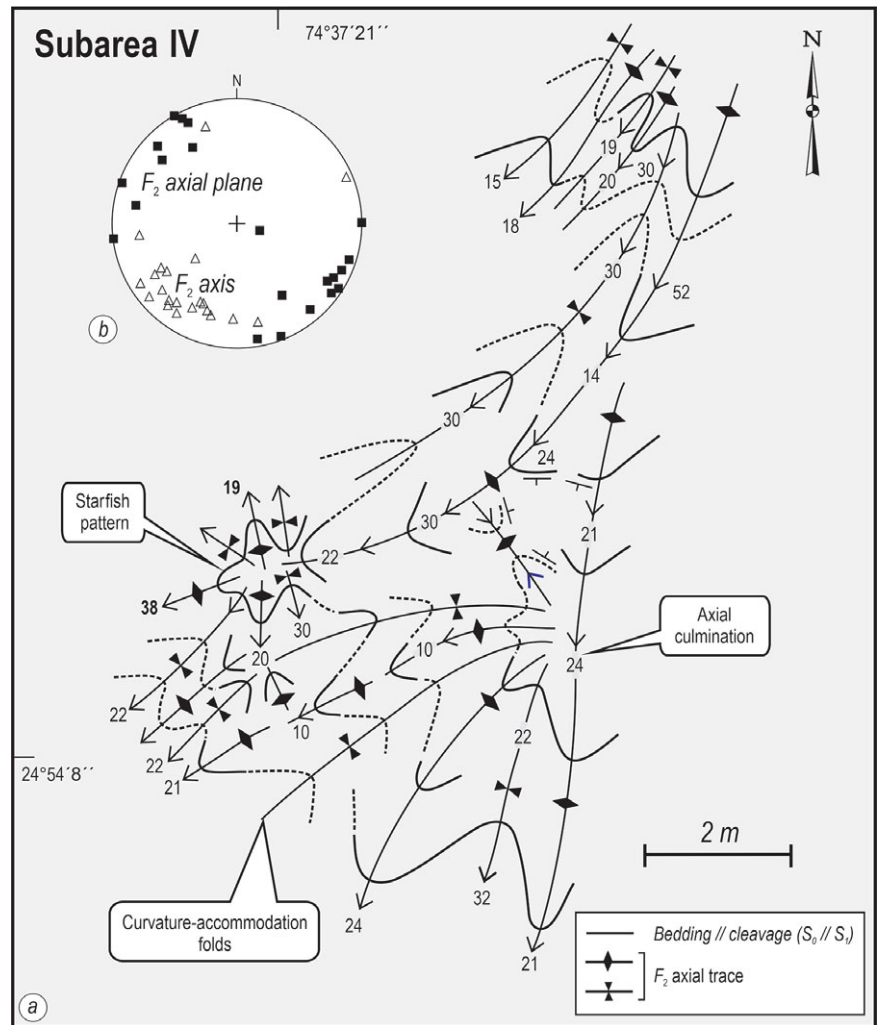 Subarea IV
74°37´21´´
N
N
F2 axial plane
F2 axis
b
19
30
20
15
18
30
52
14
30
24
19
Starfish
pattern
30
22
21
38
30
Axial
culmination
10
20
24
22
22
10
22
21
24°54´8´´
2 m
32
Curvature-accommodation
folds
24
21
Bedding // cleavage (S0 // S1)
F2 axial trace
a